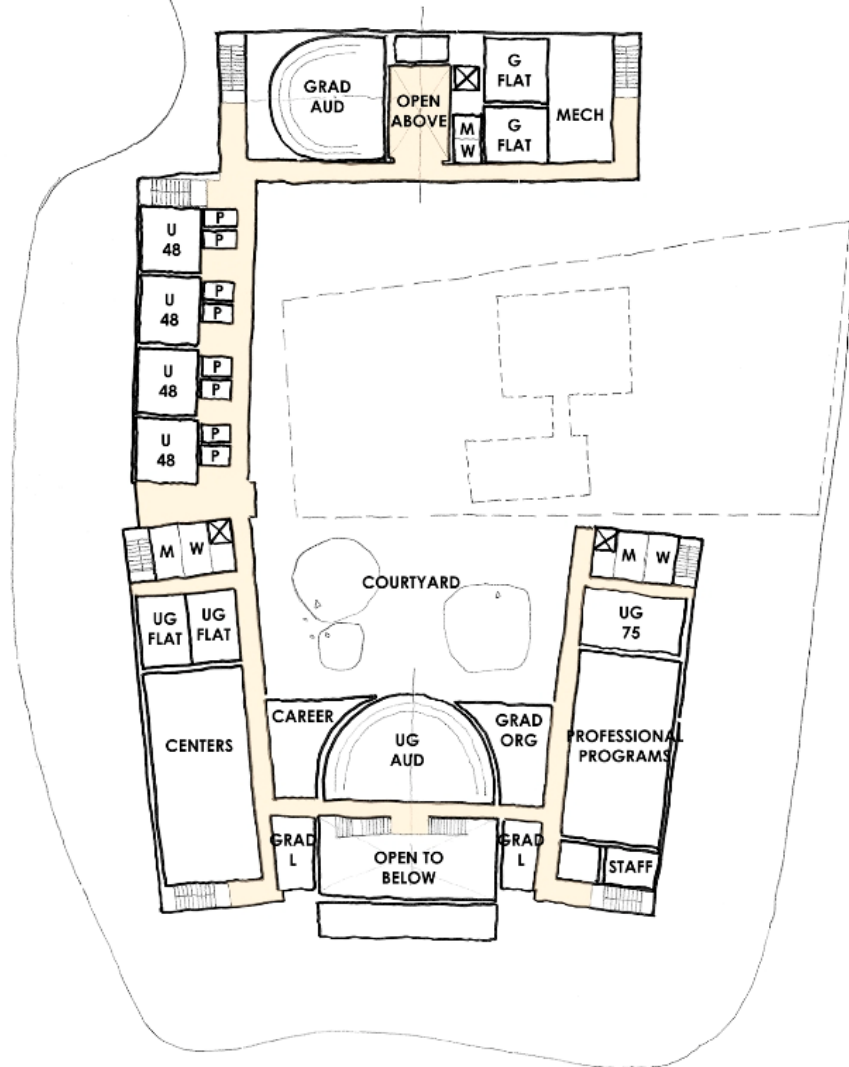 GRAD
AUD
OPEN
ABOVE
G
FLAT
MECH
M
W
G
FLAT
U
48
P
P
U
48
P
P
U
48
P
P
U
48
P
P
M
W
M
W
COURTYARD
UG
FLAT
UG
FLAT
UG
75
CAREER
GRAD
ORG
CENTERS
UG
AUD
PROFESSIONAL
PROGRAMS
GRAD
L
OPEN TO
BELOW
GRAD
L
STAFF